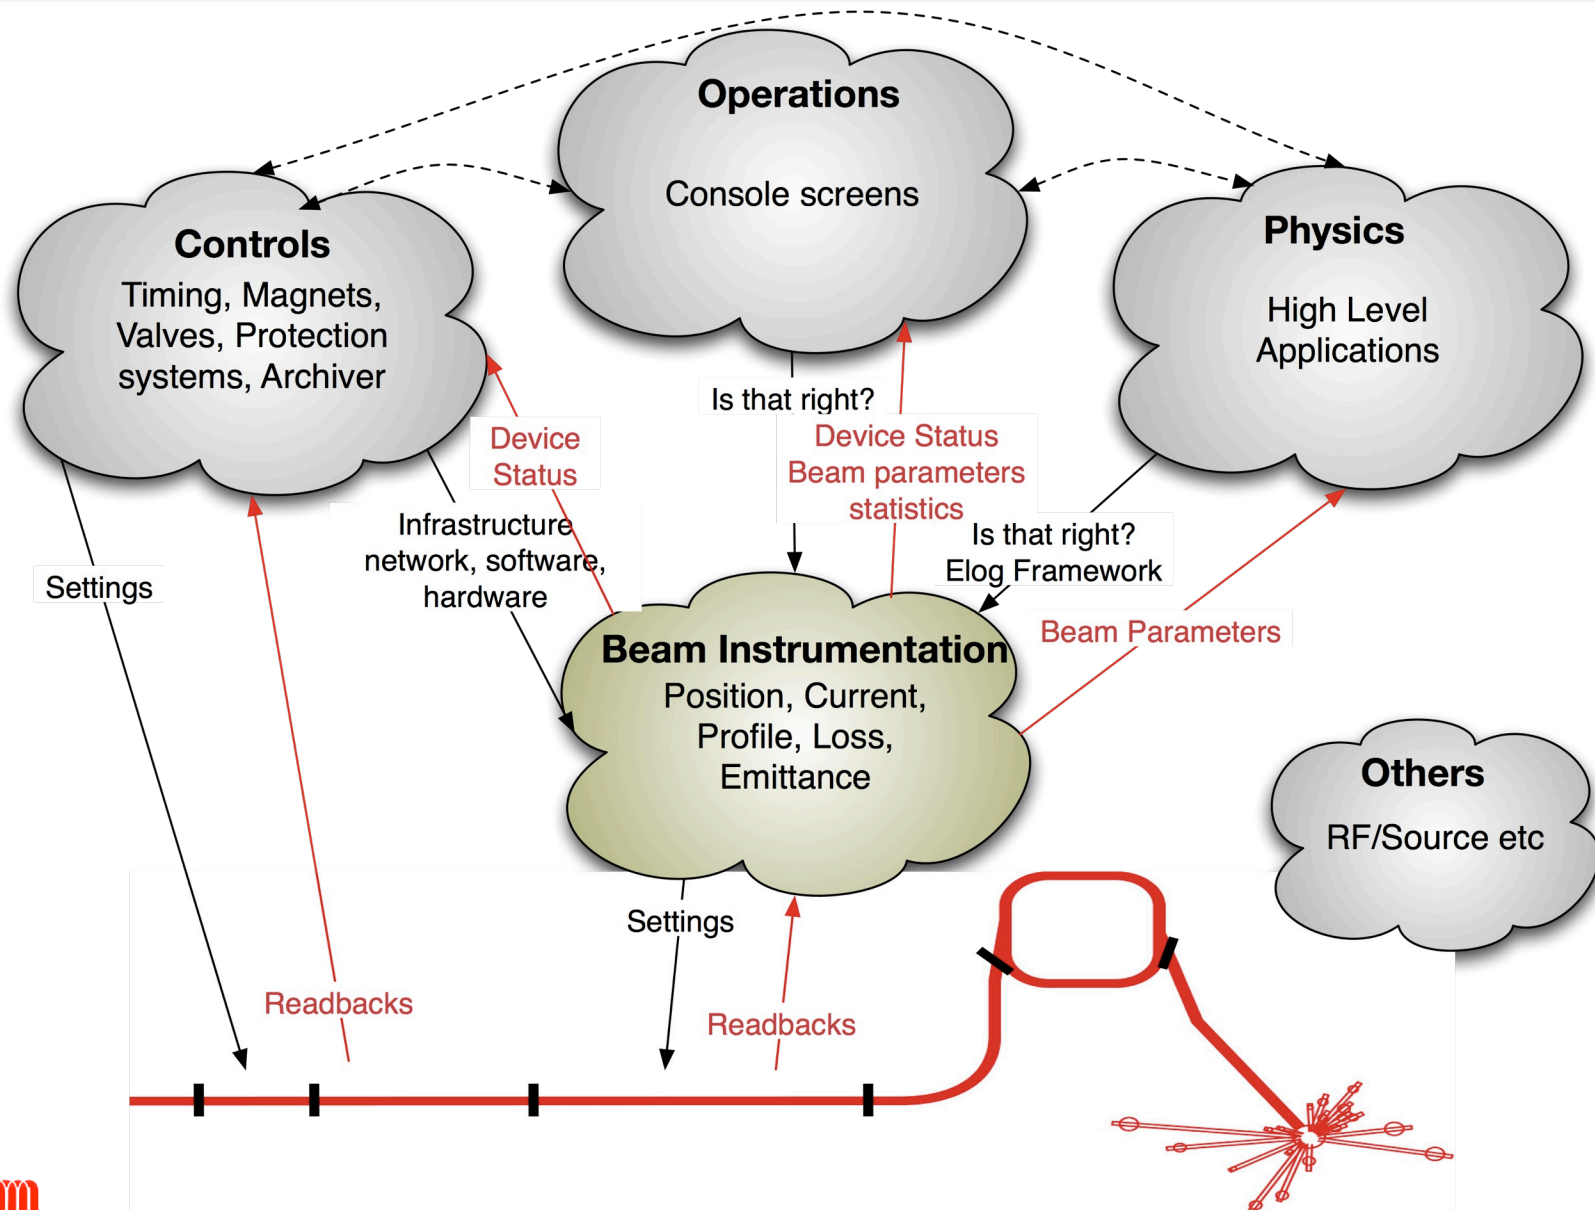 Operations
Console screens
Controls
Timing, Magnets,
Valves, Protection
systems, Archiver
Physics
High Level
Applications
Is that right?
Device
Status
Device Status
Beam parameters
statistics
Infrastructure
network, software,
hardware
Is that right?
Elog Framework
Settings
Beam Parameters
Beam Instrumentation
Position, Current,
Profile, Loss,
Emittance
Others
RF/Source etc
Settings
Readbacks
Readbacks